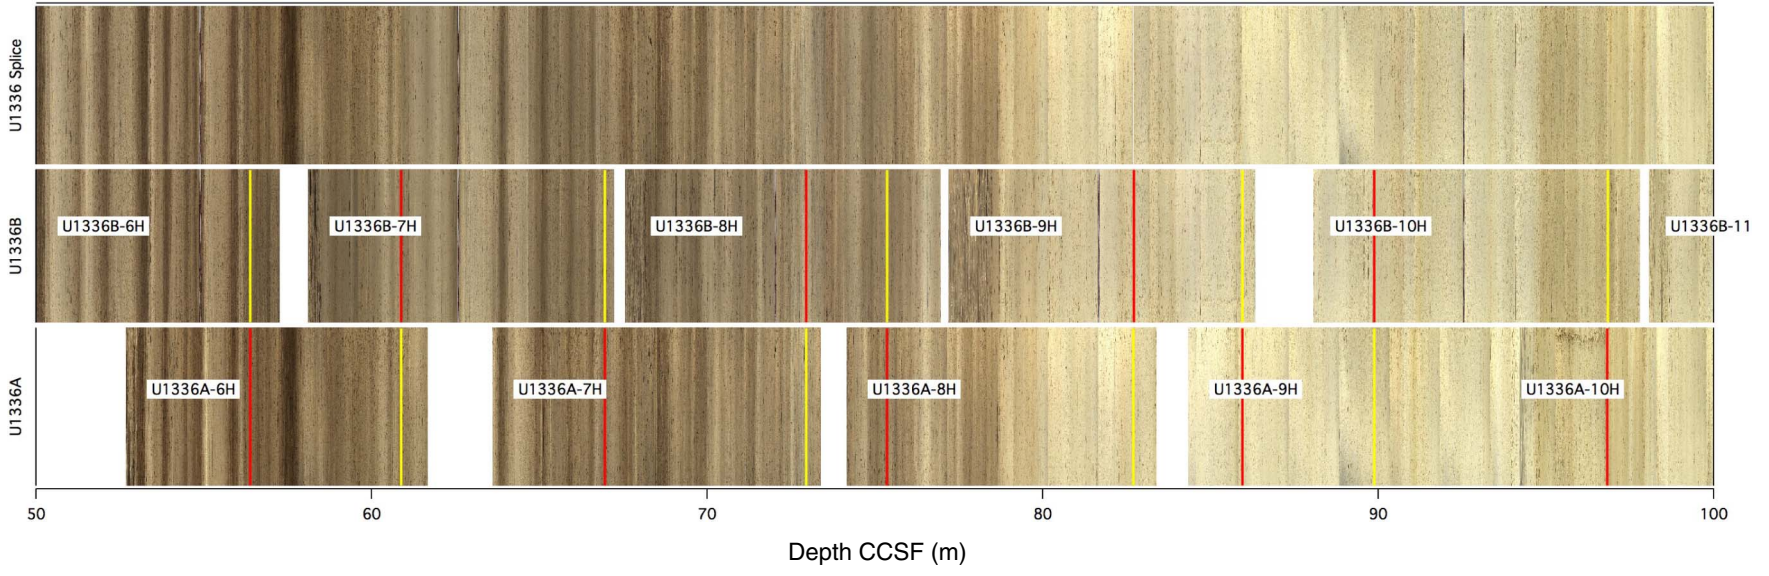 U1336 Splice
U1336B
U1336B-6H
U1336B-7H
U1336B-8H
U1336B-9H
U1336B-10H
U1336B-11
U1336A
U1336A-6H
U1336A-7H
U1336A-8H
U1336A-9H
U1336A-10H
50 60 70 80 90 100
Depth CCSF (m)